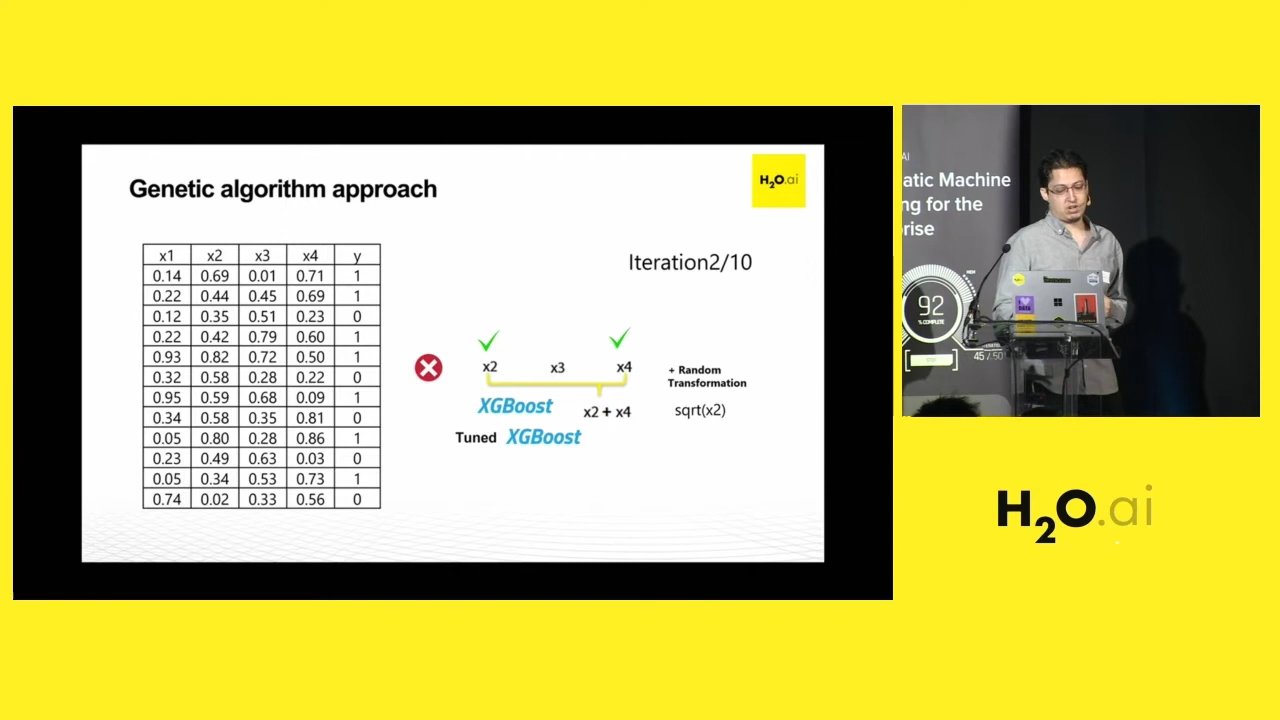 Genetic algorithm approach
H2O.ai
x1 x2 x3 x4 y
0.14 0.69 0.01 0.71 1
0.22 0.44 0.45 0.69 1
0.12 0.35 0.51 0.23 0
0.22 0.42 0.79 0.60 1
0.93 0.82 0.72 0.50 1
0.32 0.58 0.28 0.22 0
0.95 0.59 0.68 0.09 1
0.34 0.58 0.35 0.81 0
0.05 0.80 0.28 0.86 1
0.23 0.49 0.63 0.03 0
0.05 0.34 0.53 0.73 1
0.74 0.02 0.33 0.56 0
Iteration2/10
x2 x3 x4
+ Random
Transformation
XGBoost x2 + x4 sqrt(x2)
Tuned XGBoost
AI
atic Machine
ng for the
rise
92
% COMPLETE
45 / 50
H2O.ai